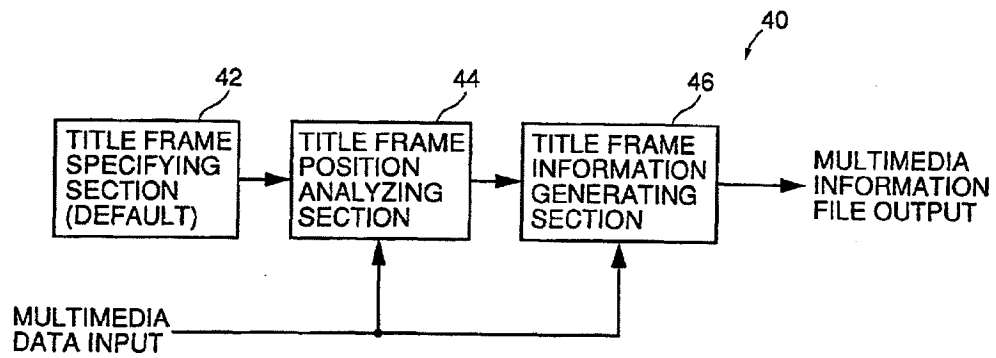 40
42
44
46
TITLE FRAME
SPECIFYING
SECTION
(DEFAULT)
TITLE FRAME
POSITION
ANALYZING
SECTION
TITLE FRAME
INFORMATION
GENERATING
SECTION
MULTIMEDIA
INFORMATION
FILE OUTPUT
MULTIMEDIA
DATA INPUT